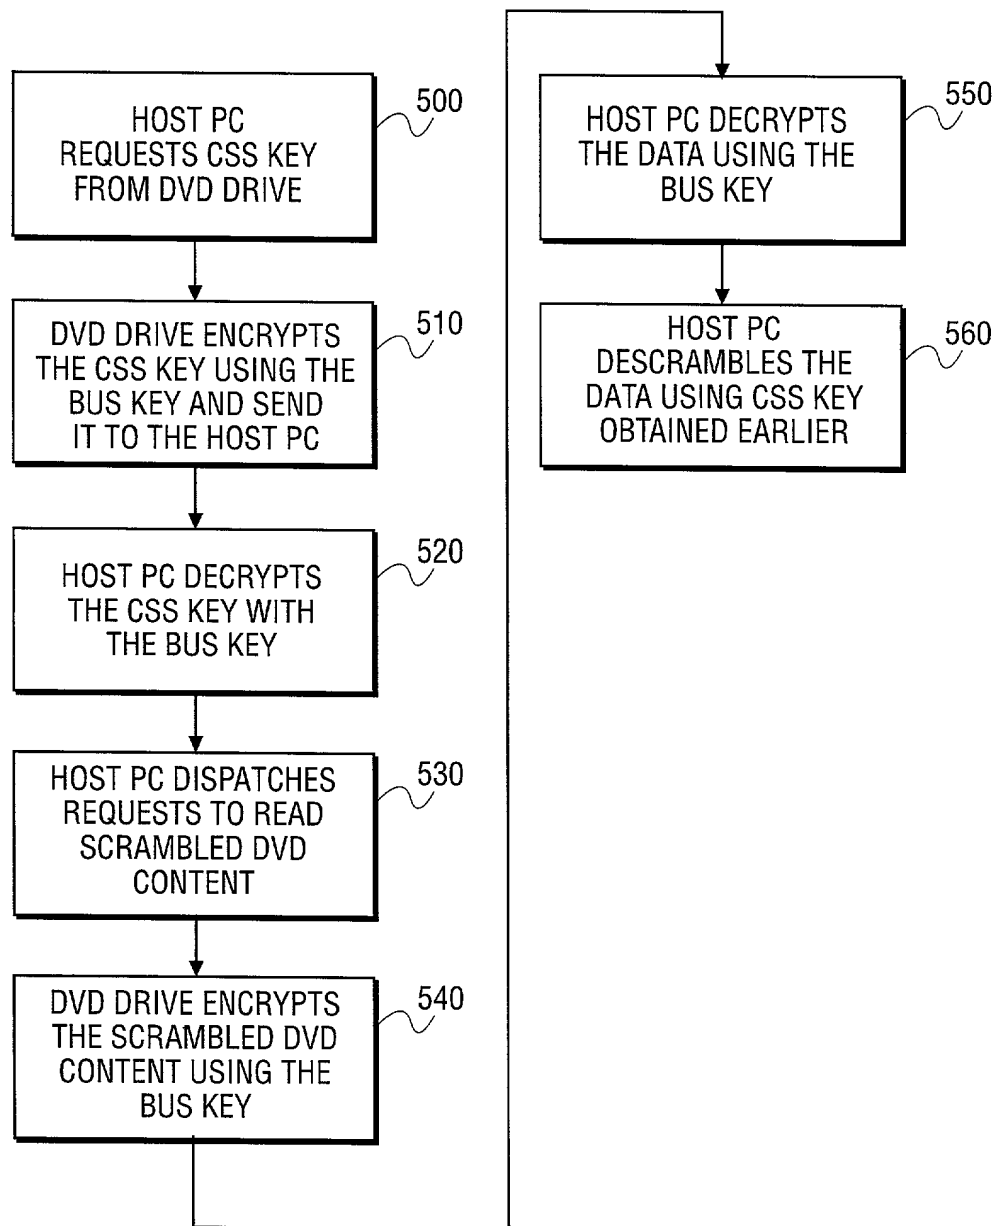 HOST PC
REQUESTS CSS KEY
FROM DVD DRIVE
500
DVD DRIVE ENCRYPTS
THE CSS KEY USING THE
BUS KEY AND SEND
IT TO THE HOST PC
510
HOST PC DECRYPTS
THE CSS KEY WITH
THE BUS KEY
520
HOST PC DISPATCHES
REQUESTS TO READ
SCRAMBLED DVD
CONTENT
530
DVD DRIVE ENCRYPTS
THE SCRAMBLED DVD
CONTENT USING THE
BUS KEY
540
HOST PC DECRYPTS
THE DATA USING THE
BUS KEY
550
HOST PC
DESCRAMBLES THE
DATA USING CSS KEY
OBTAINED EARLIER
560